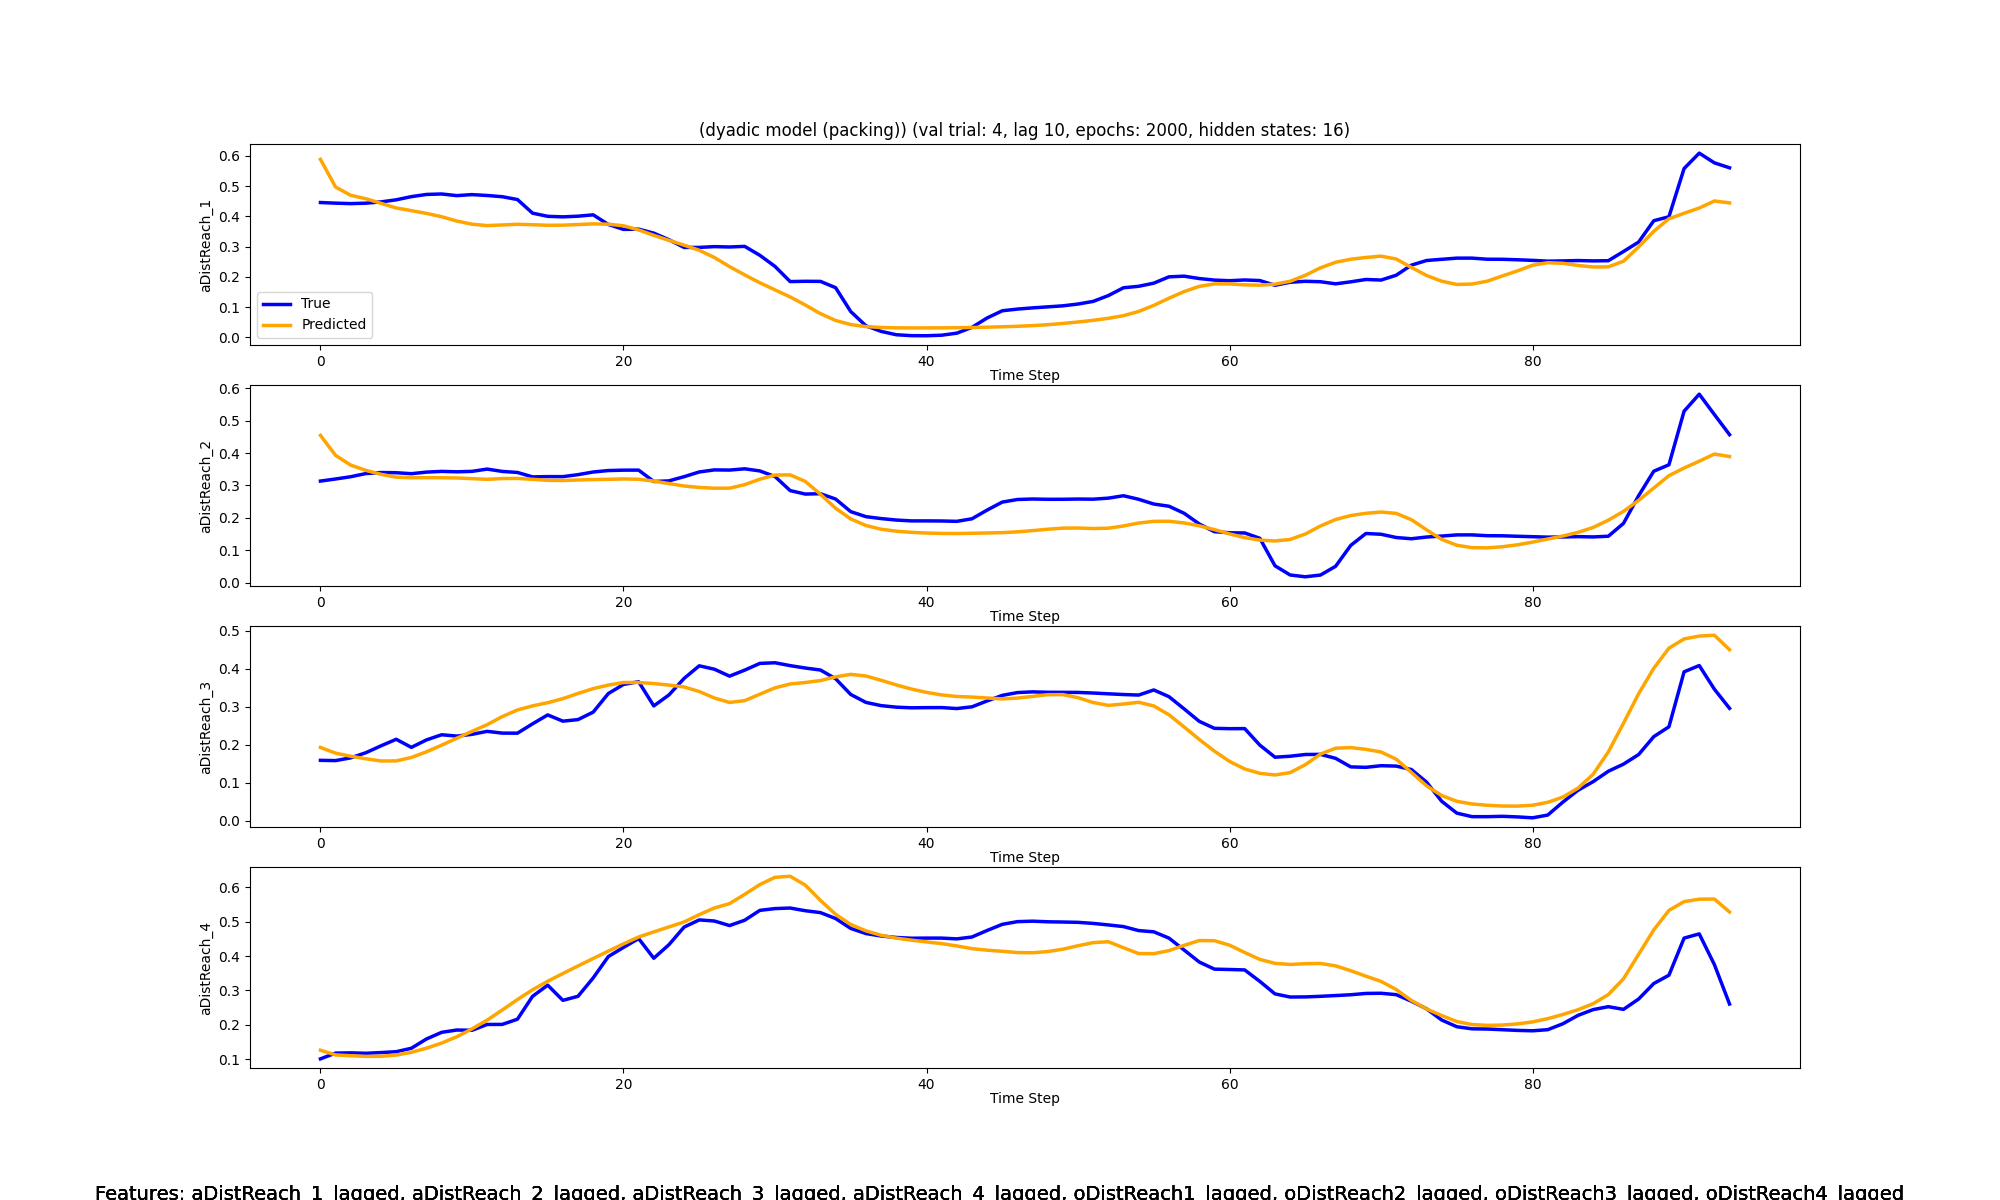 (dyadic model (packing)) (val trial: 4, lag 10, epochs: 2000, hidden states: 16)
0.6
0.5
0.4
0.3
0.2
0.1
0.0
aDistReach_1
True
Predicted
0 20 40 60 80
Time Step
0.6
0.5
0.4
0.3
0.2
0.1
0.0
aDistReach_2
0 20 40 60 80
Time Step
0.5
0.4
0.3
0.2
0.1
0.0
aDistReach_3
0 20 40 60 80
Time Step
0.6
0.5
0.4
0.3
0.2
0.1
aDistReach_4
0 20 40 60 80
Time Step
Features: aDistReach_1_lagged, aDistReach_2_lagged, aDistReach_3_lagged, aDistReach_4_lagged, oDistReach1_lagged, oDistReach2_lagged, oDistReach3_lagged, oDistReach4_lagged